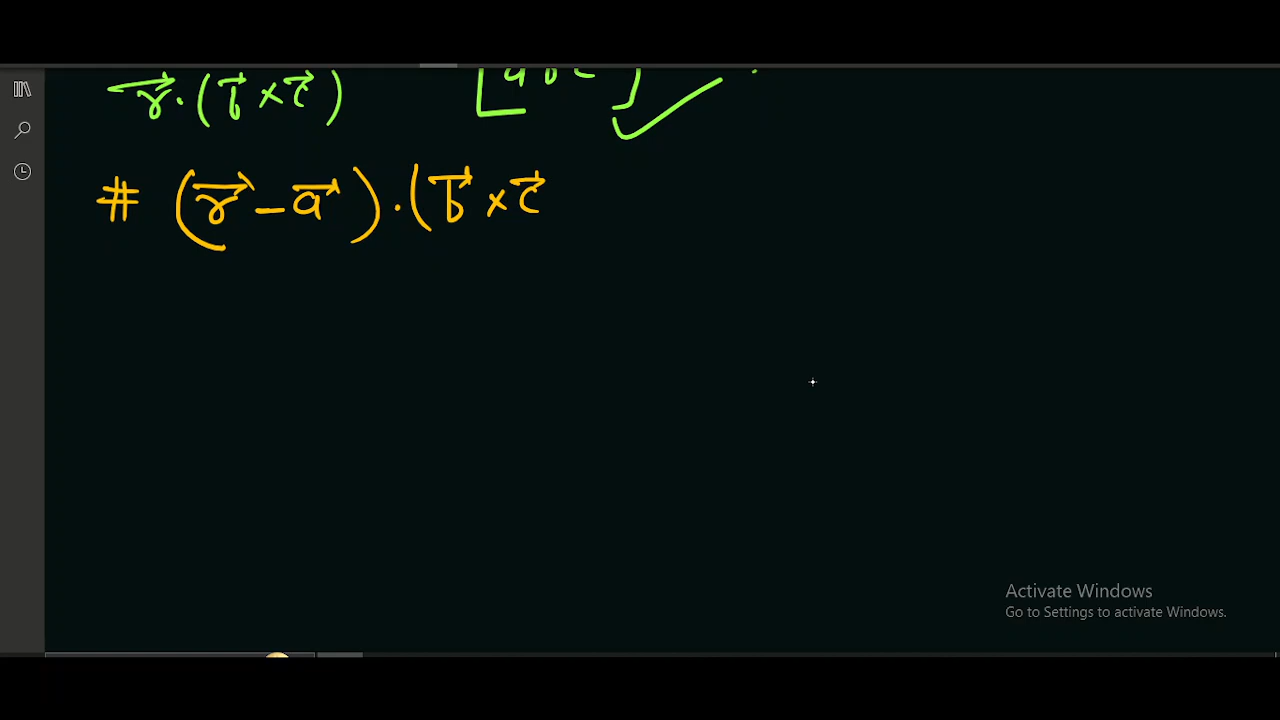 r⃗·(b⃗×c⃗) [a b c]
# (r⃗-a⃗)·(b⃗×c⃗
Activate Windows
Go to Settings to activate Windows.